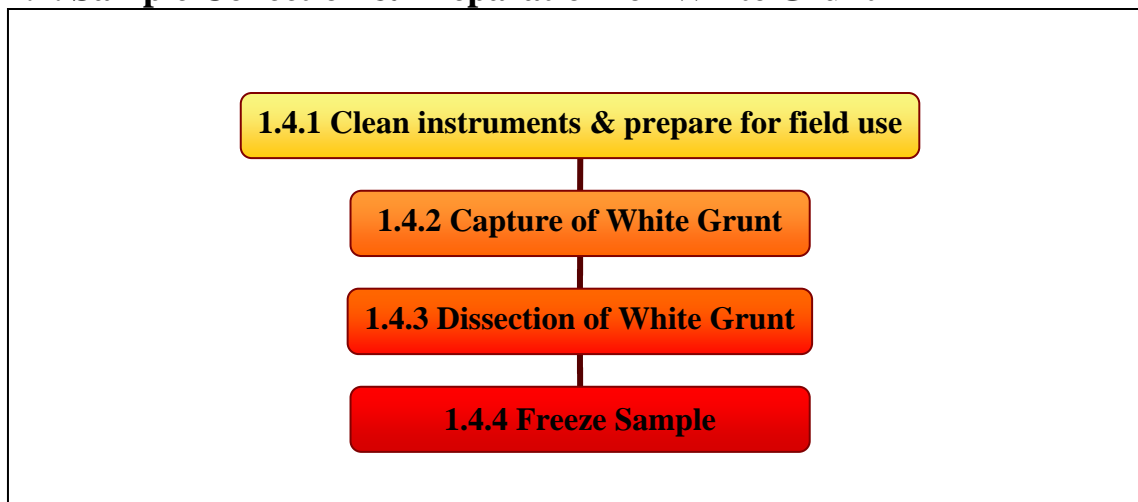 1.4.1 Clean instruments & prepare for field use
1.4.2 Capture of White Grunt
1.4.3 Dissection of White Grunt
1.4.4 Freeze Sample